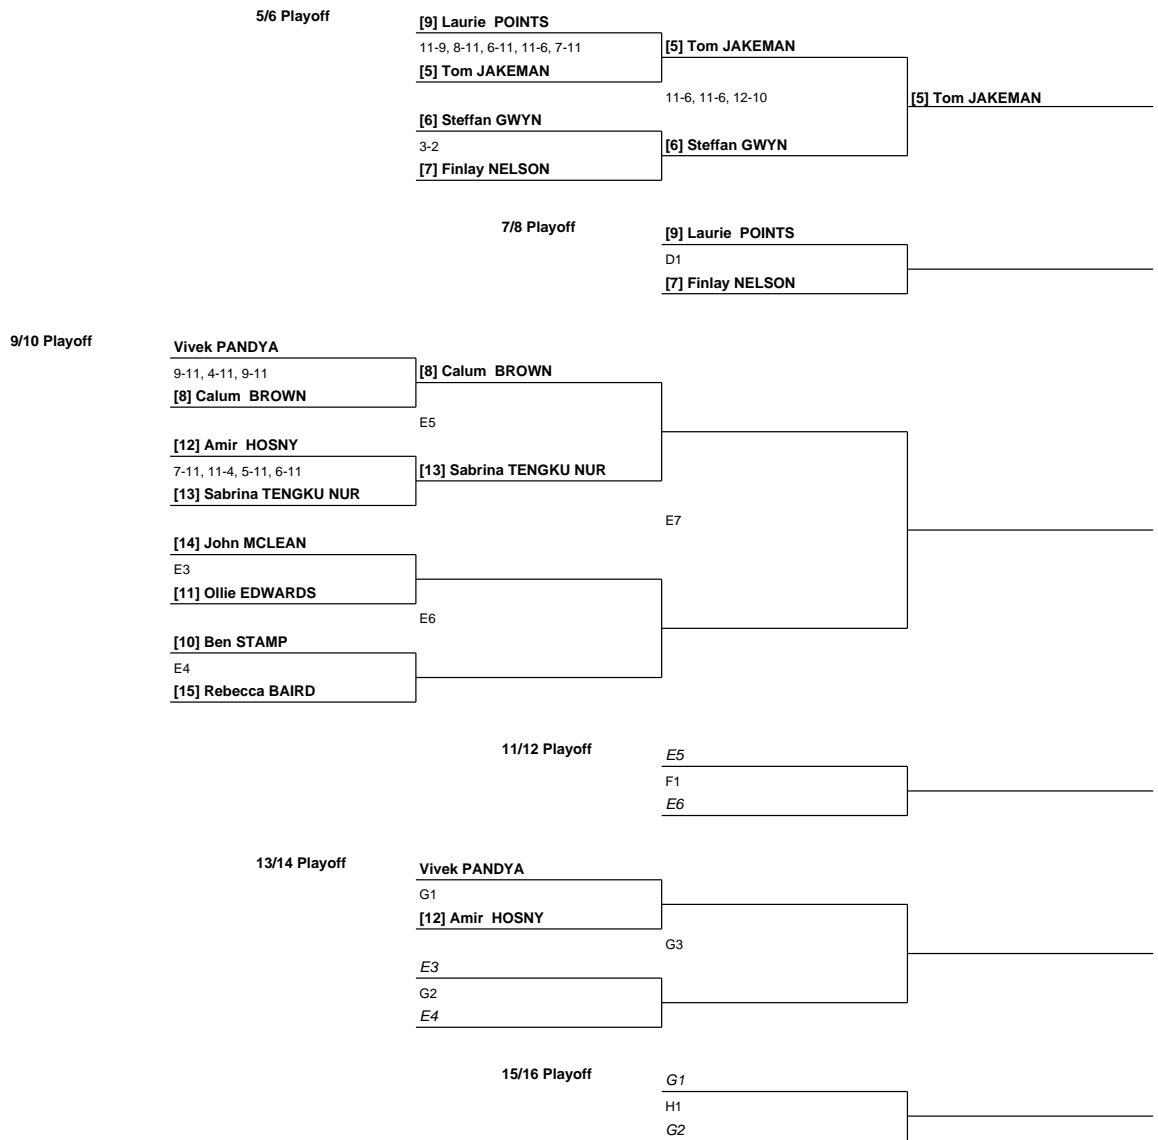 5/6 Playoff
[9] Laurie  POINTS
11-9, 8-11, 6-11, 11-6, 7-11
[5] Tom JAKEMAN
[5] Tom JAKEMAN
11-6, 11-6, 12-10
[5] Tom JAKEMAN
[6] Steffan GWYN
3-2
[6] Steffan GWYN
[7] Finlay NELSON
7/8 Playoff
[9] Laurie  POINTS
D1
[7] Finlay NELSON
9/10 Playoff
Vivek PANDYA
9-11, 4-11, 9-11
[8] Calum  BROWN
[8] Calum  BROWN
E5
[12] Amir  HOSNY
7-11, 11-4, 5-11, 6-11
[13] Sabrina TENGKU NUR
[13] Sabrina TENGKU NUR
E7
[14] John MCLEAN
E3
[11] Ollie EDWARDS
E6
[10] Ben STAMP
E4
[15] Rebecca BAIRD
11/12 Playoff
E5
F1
E6
13/14 Playoff
Vivek PANDYA
G1
[12] Amir  HOSNY
G3
E3
G2
E4
15/16 Playoff
G1
H1
G2